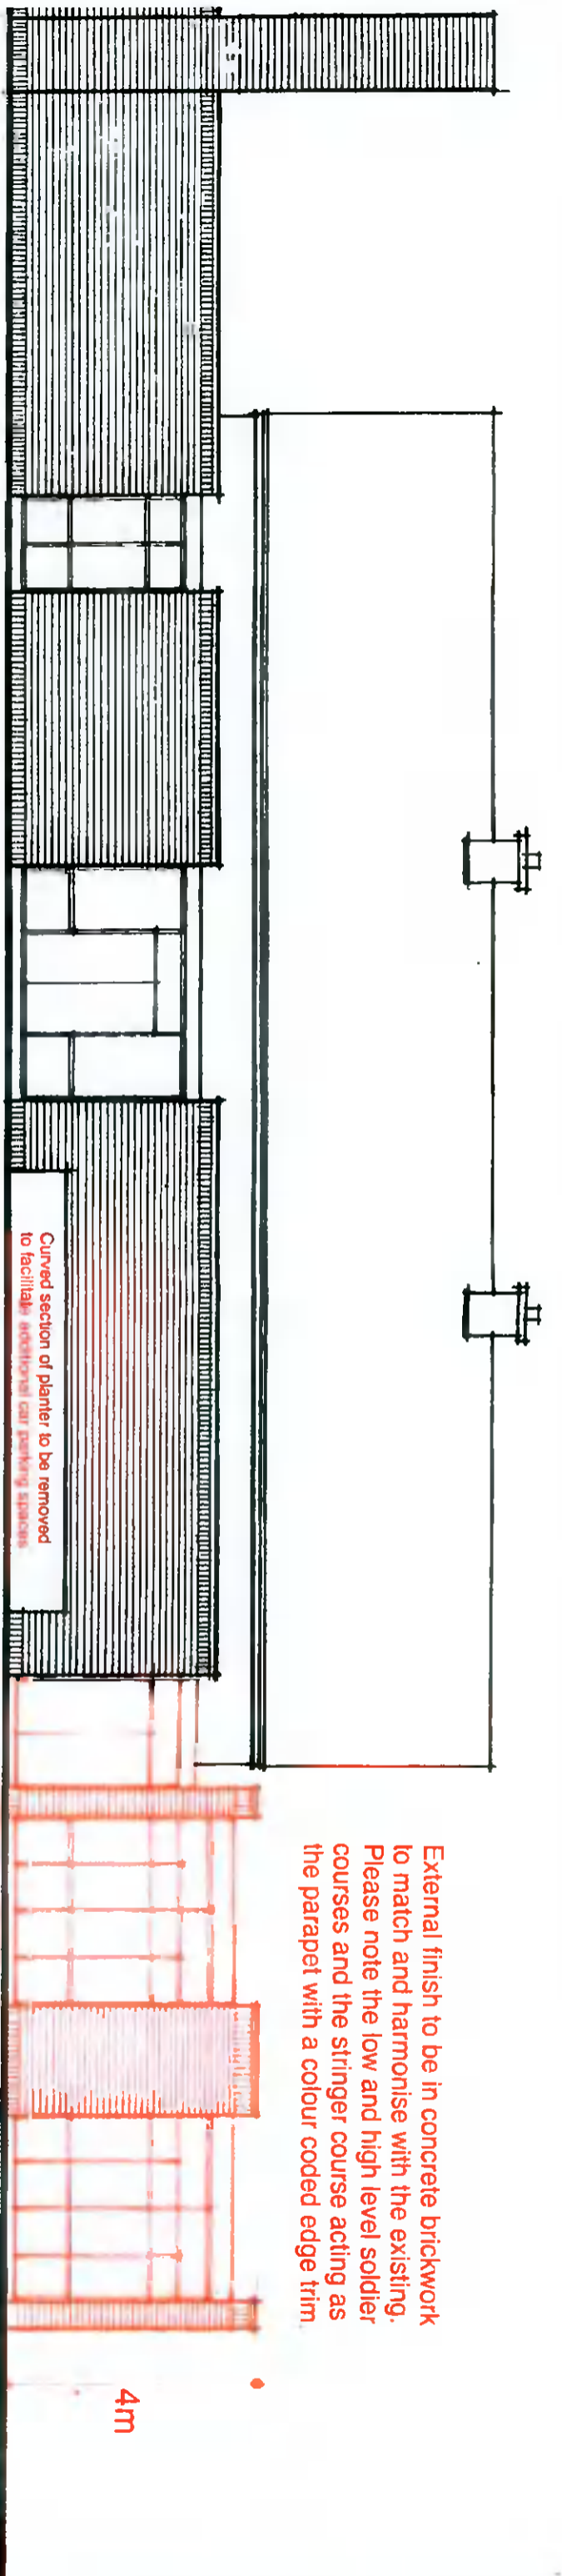 External finish to be in concrete brickwork
to match and harmonise with the existing.
Please note the low and high level soldier
courses and the stringer course acting as
the parapet with a colour coded edge trim.
Curved section of planter to be removed
to facilitate additional car parking spaces
4m